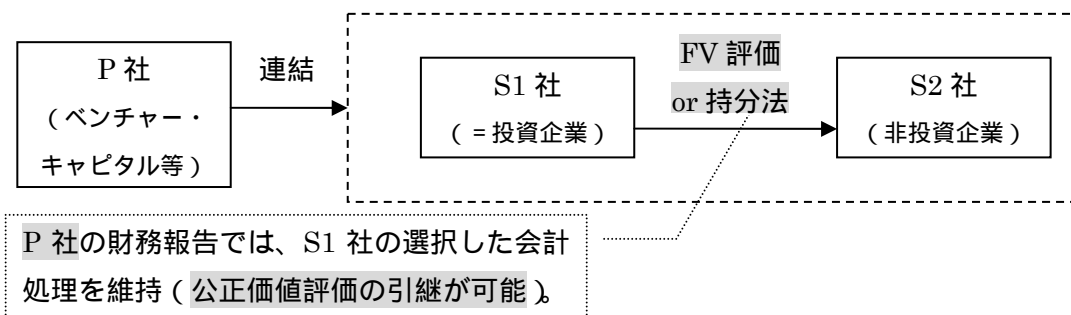 P 社
（ベンチャー・
キャピタル等）
連結
S1 社
（＝投資企業）
FV 評価
or 持分法
S2 社
（非投資企業）
P 社の財務報告では、S1 社の選択した会計
処理を維持（公正価値評価の引継が可能）。